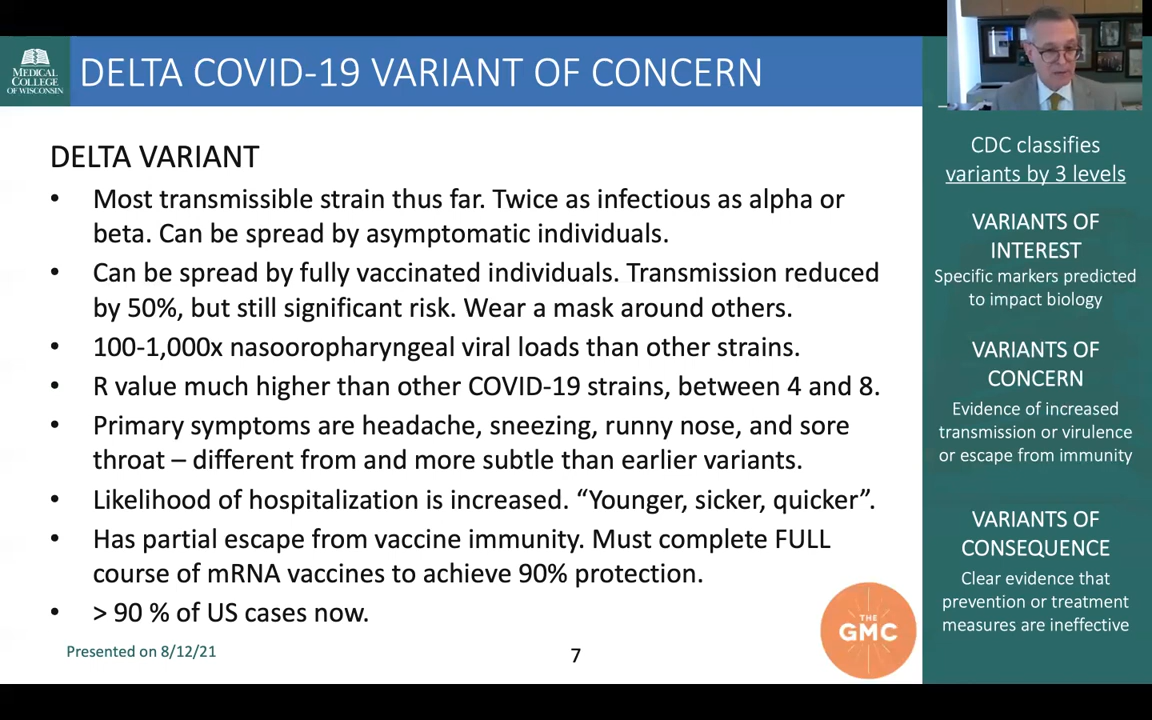 MEDICAL
COLLEGE
OF WISCONSIN
DELTA COVID-19 VARIANT OF CONCERN
DELTA VARIANT
• Most transmissible strain thus far. Twice as infectious as alpha or
beta. Can be spread by asymptomatic individuals.
• Can be spread by fully vaccinated individuals. Transmission reduced
by 50%, but still significant risk. Wear a mask around others.
• 100-1,000x nasooropharyngeal viral loads than other strains.
• R value much higher than other COVID-19 strains, between 4 and 8.
• Primary symptoms are headache, sneezing, runny nose, and sore
throat – different from and more subtle than earlier variants.
• Likelihood of hospitalization is increased. “Younger, sicker, quicker”.
• Has partial escape from vaccine immunity. Must complete FULL
course of mRNA vaccines to achieve 90% protection.
• > 90 % of US cases now.
Presented on 8/12/21
7
THE
GMC
CDC classifies
variants by 3 levels
VARIANTS OF
INTEREST
Specific markers predicted
to impact biology
VARIANTS OF
CONCERN
Evidence of increased
transmission or virulence
or escape from immunity
VARIANTS OF
CONSEQUENCE
Clear evidence that
prevention or treatment
measures are ineffective